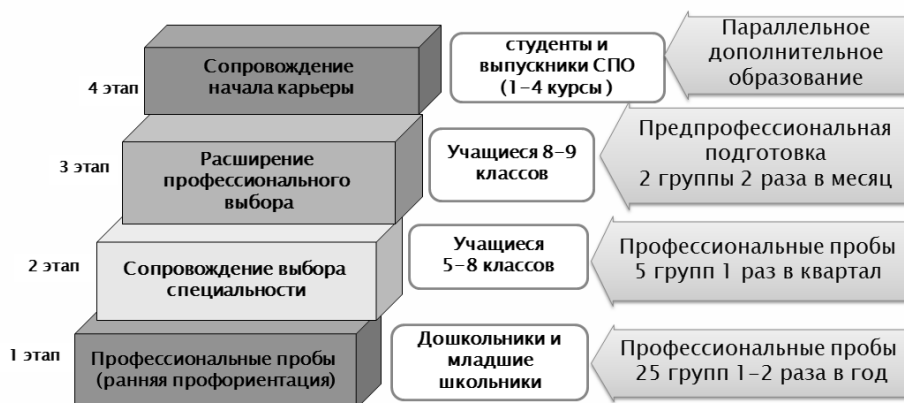 4 этап
Сопровождение
начала карьеры
студенты и
выпускники СПО
(1-4 курсы )
Параллельное
дополнительное
образование
3 этап
Расширение
профессионального
выбора
Учащиеся 8-9
классов
Предпрофессиональная
подготовка
2 группы 2 раза в месяц
2 этап
Сопровождение выбора
специальности
Учащиеся
5-8 классов
Профессиональные пробы
5 групп 1 раз в квартал
1 этап
Профессиональные пробы
(ранняя профориентация)
Дошкольники и
младшие
школьники
Профессиональные пробы
25 групп 1-2 раза в год